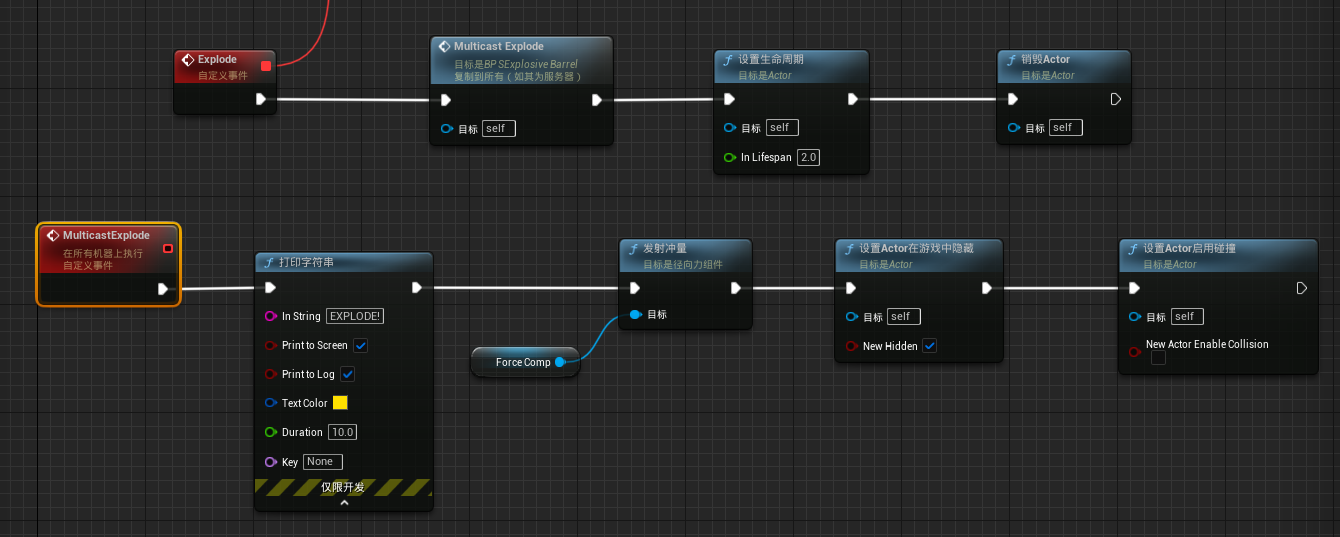 Explode
自定义事件
Multicast Explode
目标是BP SExplosive Barrel
复制到所有（如其为服务器）
目标 self
设置生命周期
目标是Actor
目标 self
In Lifespan 2.0
销毁Actor
目标是Actor
目标 self
MulticastExplode
在所有机器上执行
自定义事件
打印字符串
In String EXPLODE!
Print to Screen
Print to Log
Text Color
Duration 10.0
Key None
仅限开发
Force Comp
发射冲量
目标是径向力组件
目标
设置Actor在游戏中隐藏
目标是Actor
目标 self
New Hidden
设置Actor启用碰撞
目标是Actor
目标 self
New Actor Enable Collision